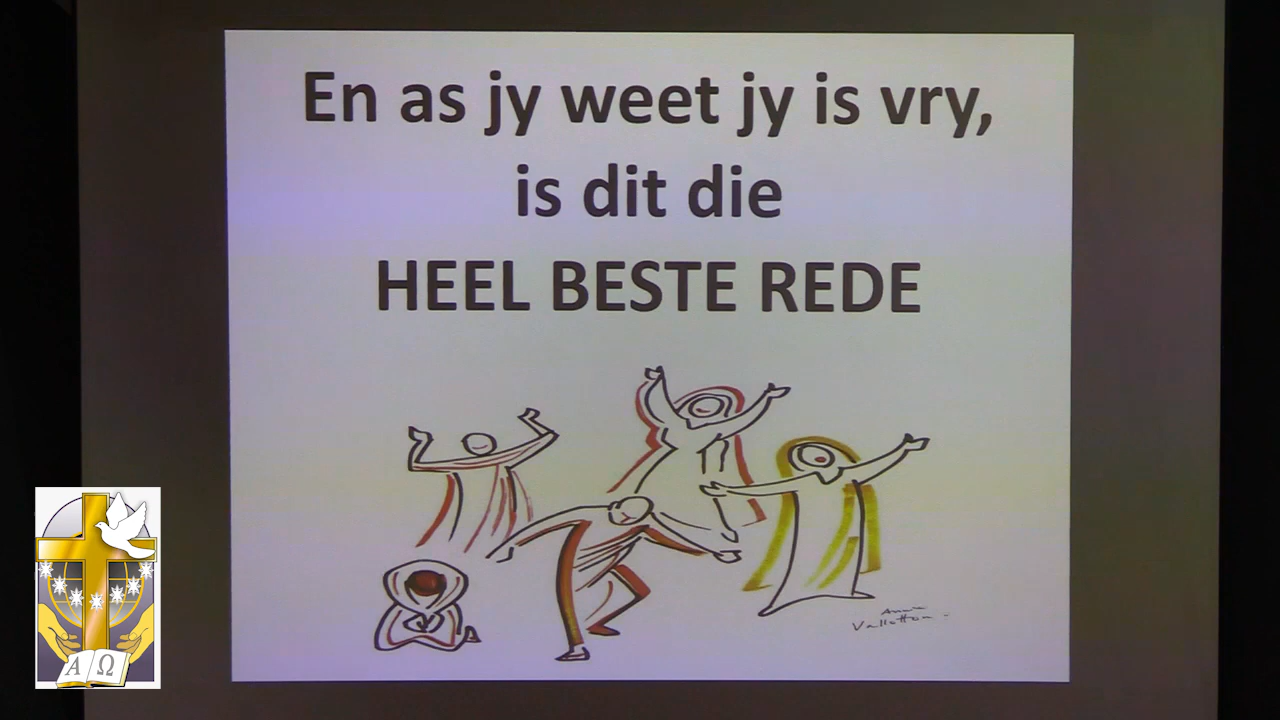 En as jy weet jy is vry,
is dit die
HEEL BESTE REDE
Annie
Vallotton
A Ω